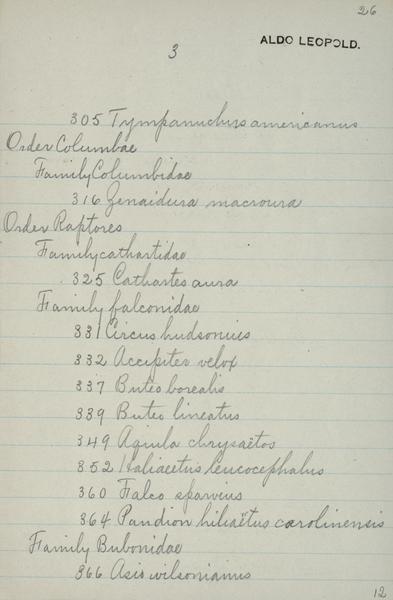 26
ALDO LEOPOLD.
3
305 Tympanuchus americanus
Order Columbae
Family Columbidae
316 Zenaidura macroura
Order Raptores
Family cathartidae
325 Cathartes aura
Family falconidae
331 Circus hudsonius
332 Accipiter velox
337 Buteo borealis
339 Buteo lineatus
349 Aquila chrysaëtos
352 Haliaeetus leucocephalus
360 Falco sparvius
364 Pandion hiliaëtus carolinensis
Family Bubonidae
366 Asio wilsonianus
12